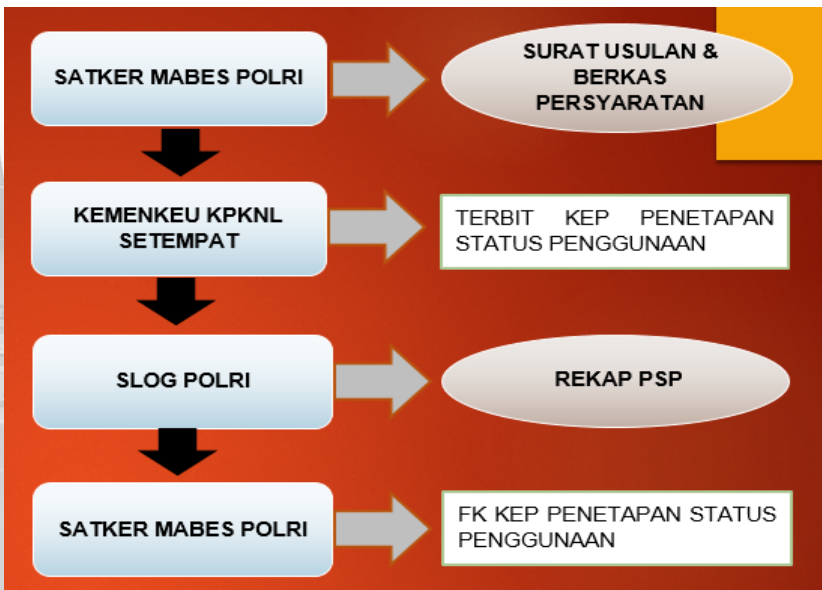 SATKER MABES POLRI
SURAT USULAN &
BERKAS
PERSYARATAN
KEMENKEU KPKNL
SETEMPAT
TERBIT KEP PENETAPAN
STATUS PENGGUNAAN
SLOG POLRI
REKAP PSP
SATKER MABES POLRI
FK KEP PENETAPAN STATUS
PENGGUNAAN